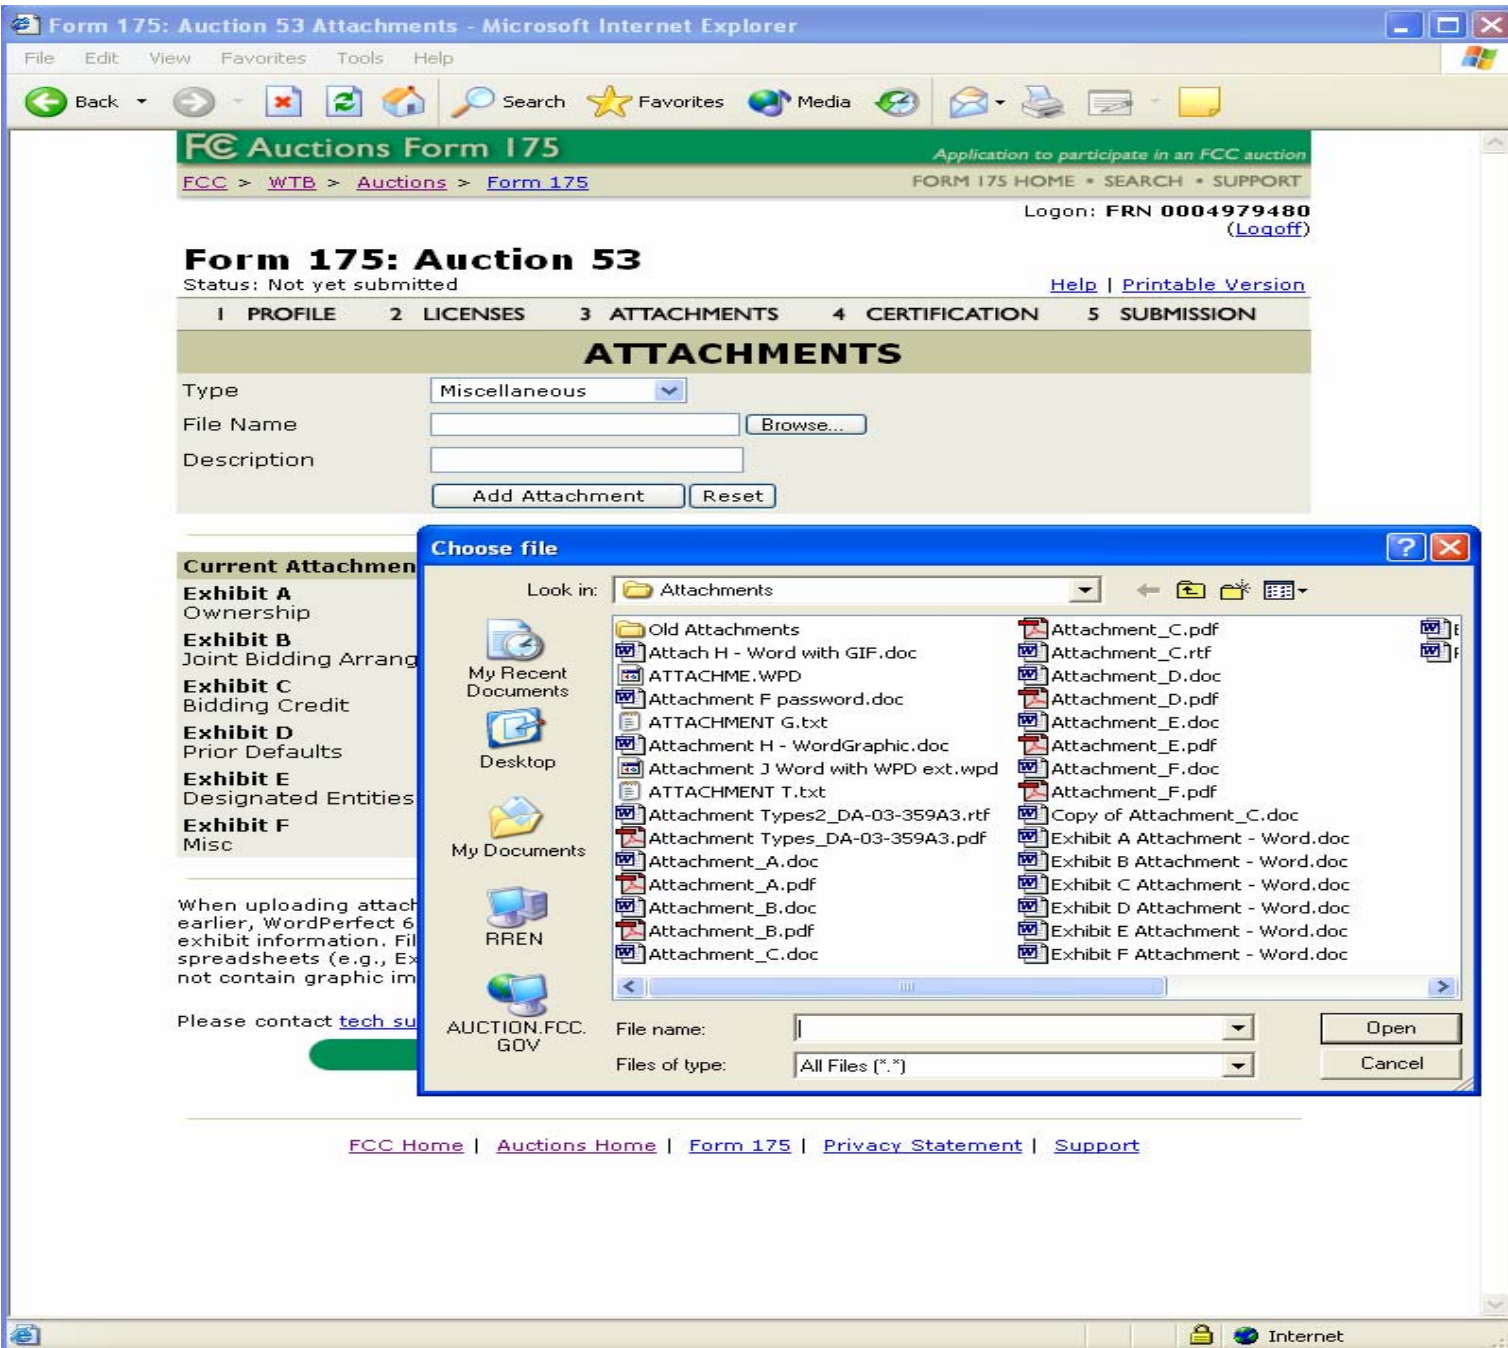 Form 175: Auction 53 Attachments - Microsoft Internet Explorer
File Edit View Favorites Tools Help
Back Search Favorites Media
FCC Auctions Form 175
Application to participate in an FCC auction
FCC > WTB > Auctions > Form 175
FORM 175 HOME • SEARCH • SUPPORT
Logon: FRN 0004979480
(Logoff)
Form 175: Auction 53
Status: Not yet submitted
Help | Printable Version
1 PROFILE 2 LICENSES 3 ATTACHMENTS 4 CERTIFICATION 5 SUBMISSION
ATTACHMENTS
Type Miscellaneous
File Name Browse...
Description
Add Attachment Reset
Current Attachmen
Exhibit A
Ownership
Exhibit B
Joint Bidding Arrang
Exhibit C
Bidding Credit
Exhibit D
Prior Defaults
Exhibit E
Designated Entities
Exhibit F
Misc
When uploading attach
earlier, WordPerfect 6
exhibit information. Fil
spreadsheets (e.g., Ex
not contain graphic im
Please contact tech su
Choose file
Look in: Attachments
My Recent
Documents
Desktop
My Documents
RREN
AUCTION.FCC.
GOV
Old Attachments
Attach H - Word with GIF.doc
ATTACHME.WPD
Attachment F password.doc
ATTACHMENT G.txt
Attachment H - WordGraphic.doc
Attachment J Word with WPD ext.wpd
ATTACHMENT T.txt
Attachment Types2_DA-03-359A3.rtf
Attachment Types_DA-03-359A3.pdf
Attachment_A.doc
Attachment_A.pdf
Attachment_B.doc
Attachment_B.pdf
Attachment_C.doc
Attachment_C.pdf
Attachment_C.rtf
Attachment_D.doc
Attachment_D.pdf
Attachment_E.doc
Attachment_E.pdf
Attachment_F.doc
Attachment_F.pdf
Copy of Attachment_C.doc
Exhibit A Attachment - Word.doc
Exhibit B Attachment - Word.doc
Exhibit C Attachment - Word.doc
Exhibit D Attachment - Word.doc
Exhibit E Attachment - Word.doc
Exhibit F Attachment - Word.doc
File name: Open
Files of type: All Files (*.*) Cancel
FCC Home | Auctions Home | Form 175 | Privacy Statement | Support
Internet